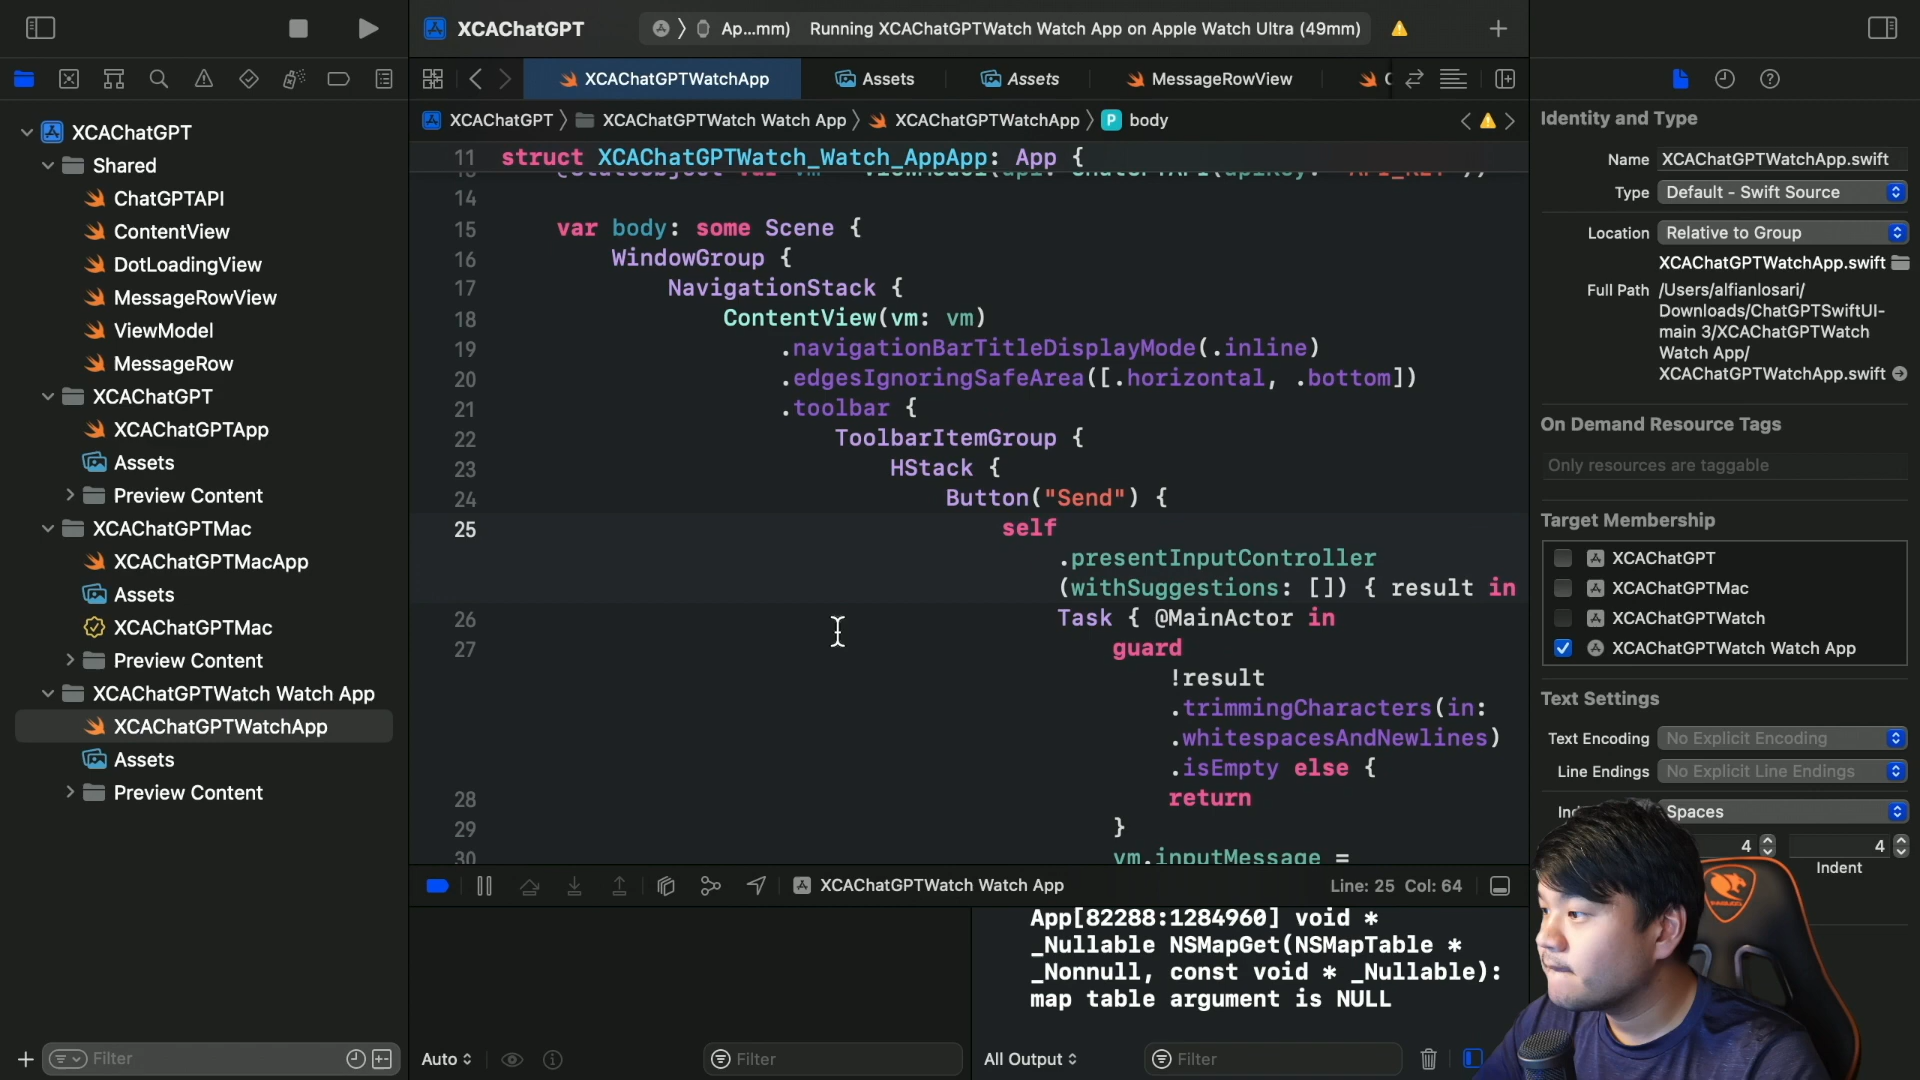 XCAChatGPT
Ap...mm)
Running XCAChatGPTWatch Watch App on Apple Watch Ultra (49mm)
XCAChatGPTWatchApp
Assets
Assets
MessageRowView
XCAChatGPT
XCAChatGPTWatch Watch App
XCAChatGPTWatchApp
P body
XCAChatGPT
Shared
ChatGPTAPI
ContentView
DotLoadingView
MessageRowView
ViewModel
MessageRow
XCAChatGPT
XCAChatGPTApp
Assets
Preview Content
XCAChatGPTMac
XCAChatGPTMacApp
Assets
XCAChatGPTMac
Preview Content
XCAChatGPTWatch Watch App
XCAChatGPTWatchApp
Assets
Preview Content
Filter
11 struct XCAChatGPTWatch_Watch_AppApp: App {
14
15 var body: some Scene {
16 WindowGroup {
17 NavigationStack {
18 ContentView(vm: vm)
19 .navigationBarTitleDisplayMode(.inline)
20 .edgesIgnoringSafeArea([.horizontal, .bottom])
21 .toolbar {
22 ToolbarItemGroup {
23 HStack {
24 Button("Send") {
25 self
.presentInputController
(withSuggestions: []) { result in
26 Task { @MainActor in
27 guard
!result
.trimmingCharacters(in:
.whitespacesAndNewlines)
.isEmpty else {
28 return
29 }
30 vm.inputMessage =
XCAChatGPTWatch Watch App
Line: 25 Col: 64
App[82288:1284960] void *
_Nullable NSMapGet(NSMapTable *
_Nonnull, const void * _Nullable):
map table argument is NULL
Auto
Filter
All Output
Filter
Identity and Type
Name XCAChatGPTWatchApp.swift
Type Default - Swift Source
Location Relative to Group
XCAChatGPTWatchApp.swift
Full Path /Users/alfianlosari/
Downloads/ChatGPTSwiftUI-
main 3/XCAChatGPTWatch
Watch App/
XCAChatGPTWatchApp.swift
On Demand Resource Tags
Only resources are taggable
Target Membership
XCAChatGPT
XCAChatGPTMac
XCAChatGPTWatch
XCAChatGPTWatch Watch App
Text Settings
Text Encoding No Explicit Encoding
Line Endings No Explicit Line Endings
Spaces
4 4
Indent